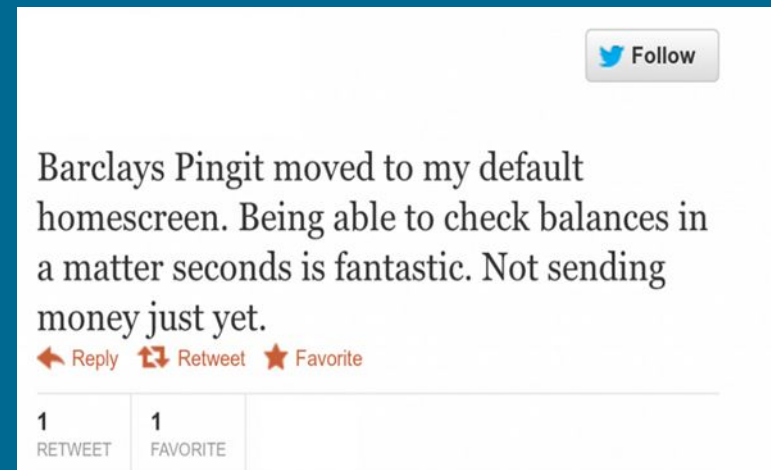 Follow
Barclays Pingit moved to my default
homescreen. Being able to check balances in
a matter seconds is fantastic. Not sending
money just yet.
Reply Retweet Favorite
1 1
RETWEET FAVORITE